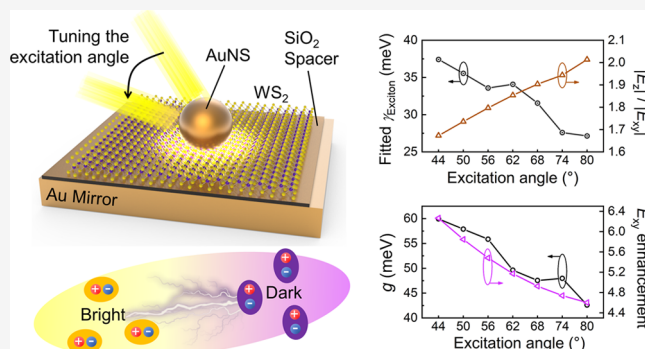 Tuning the
excitation angle
AuNS
SiO₂
Spacer
WS₂
Au Mirror
Bright
Dark
Fitted γExciton (meV)
40
35
30
25
2.1
2.0
1.9
1.8
1.7
1.6
|Ez| / |Exy|
44 50 56 62 68 74 80
Excitation angle (°)
g (meV)
60
55
50
45
40
6.4
6.0
5.6
5.2
4.8
4.4
Exy enhancement
44 50 56 62 68 74 80
Excitation angle (°)